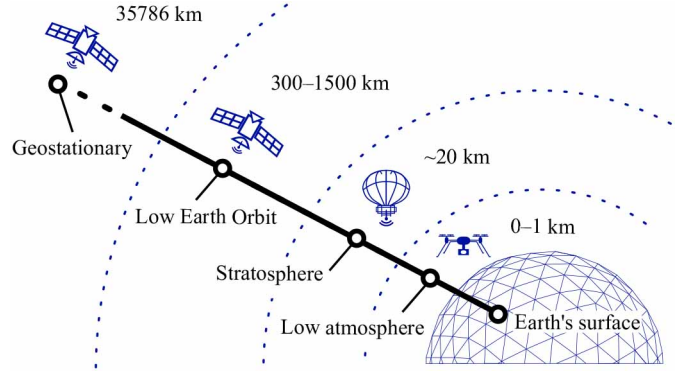 35786 km
300–1500 km
Geostationary
~20 km
Low Earth Orbit
0–1 km
Stratosphere
Low atmosphere
Earth's surface